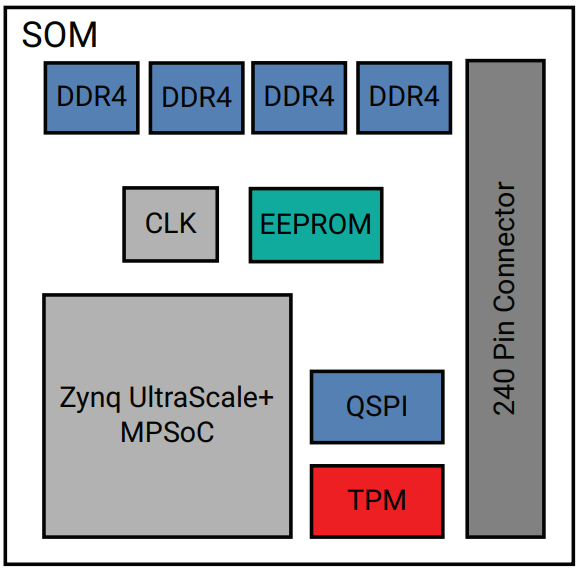 SOM
DDR4 DDR4 DDR4 DDR4
CLK
EEPROM
240 Pin Connector
Zynq UltraScale+
MPSoC
QSPI
TPM